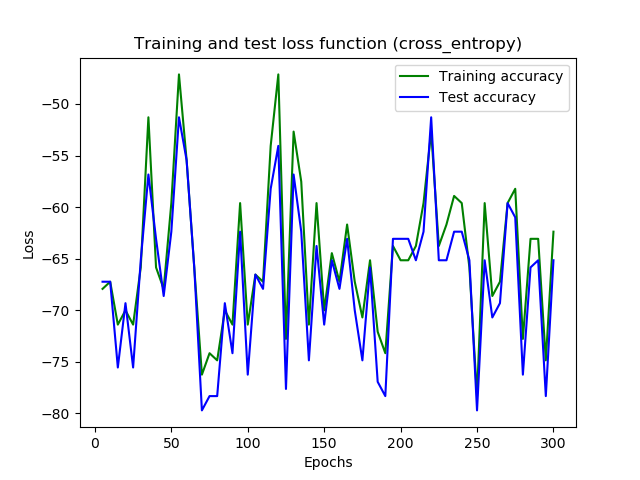 Training and test loss function (cross_entropy)
Training accuracy
Test accuracy
−50
−55
−60
−65
−70
−75
−80
Loss
0 50 100 150 200 250 300
Epochs